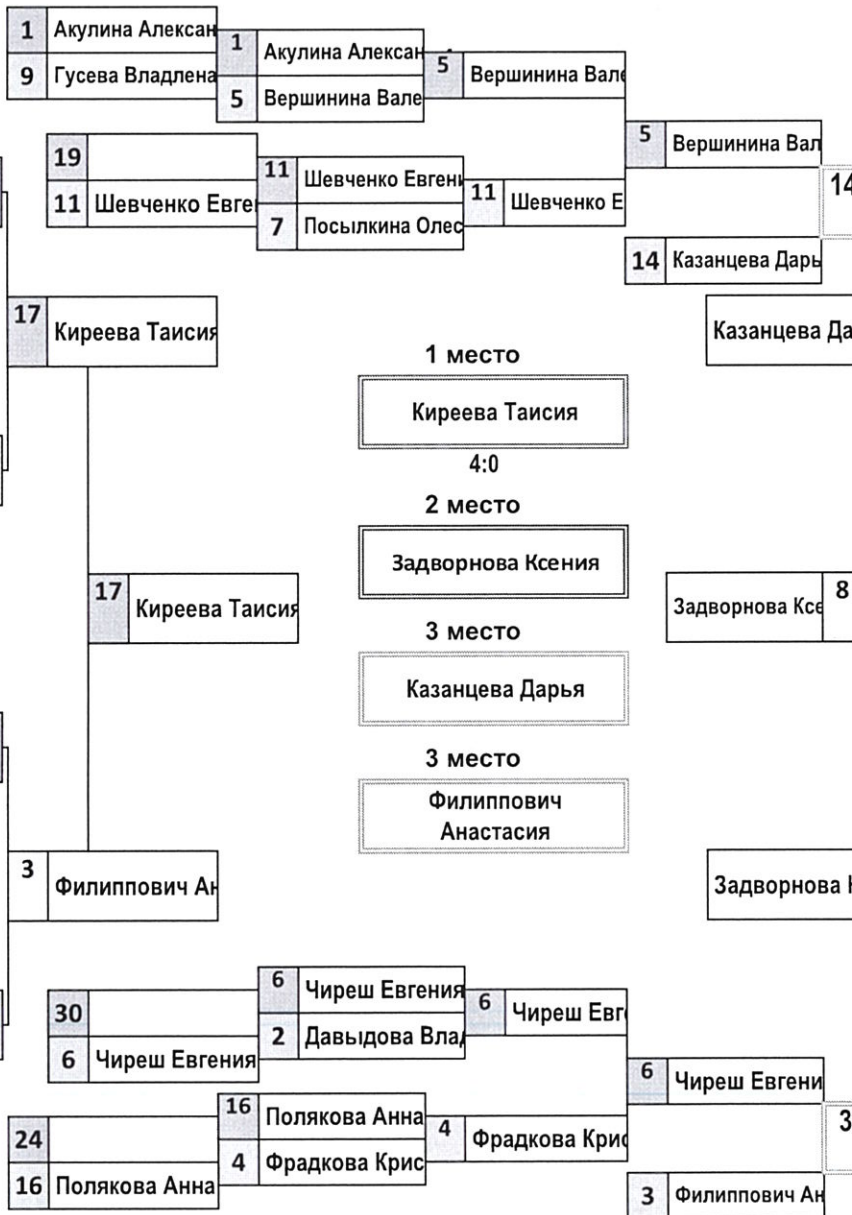 1 Акулина Алексан
9 Гусева Владлена
1 Акулина Алексан
5 Вершинина Вале
5 Вершинина Вале
19
11 Шевченко Евге
11 Шевченко Евгени
7 Посылкина Олес
11 Шевченко Е
5 Вершинина Вал
14
14 Казанцева Дарь
17 Киреева Таисия
Казанцева Да
1 место
Киреева Таисия
4:0
2 место
Задворнова Ксения
17 Киреева Таисия
Задворнова Ксе 8
3 место
Казанцева Дарья
3 место
Филиппович
Анастасия
3 Филиппович Ан
Задворнова
30
6 Чиреш Евгения
6 Чиреш Евгения
2 Давыдова Влад
6 Чиреш Евг
24
16 Полякова Анна
16 Полякова Анна
4 Фрадкова Крис
4 Фрадкова Крис
6 Чиреш Евгени
3
3 Филиппович Ан